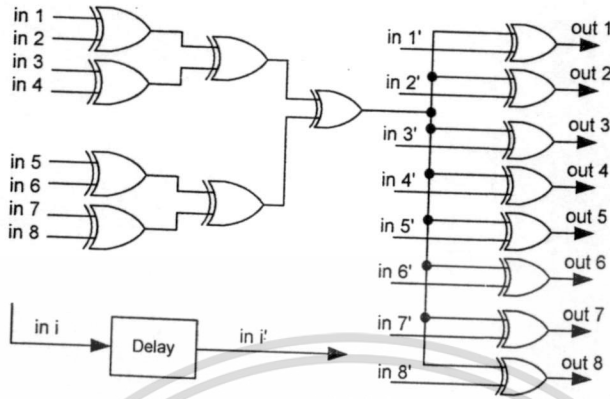 in 1
in 2
in 3
in 4
in 5
in 6
in 7
in 8
in i
Delay
in i'
in 1'
in 2'
in 3'
in 4'
in 5'
in 6'
in 7'
in 8'
out 1
out 2
out 3
out 4
out 5
out 6
out 7
out 8